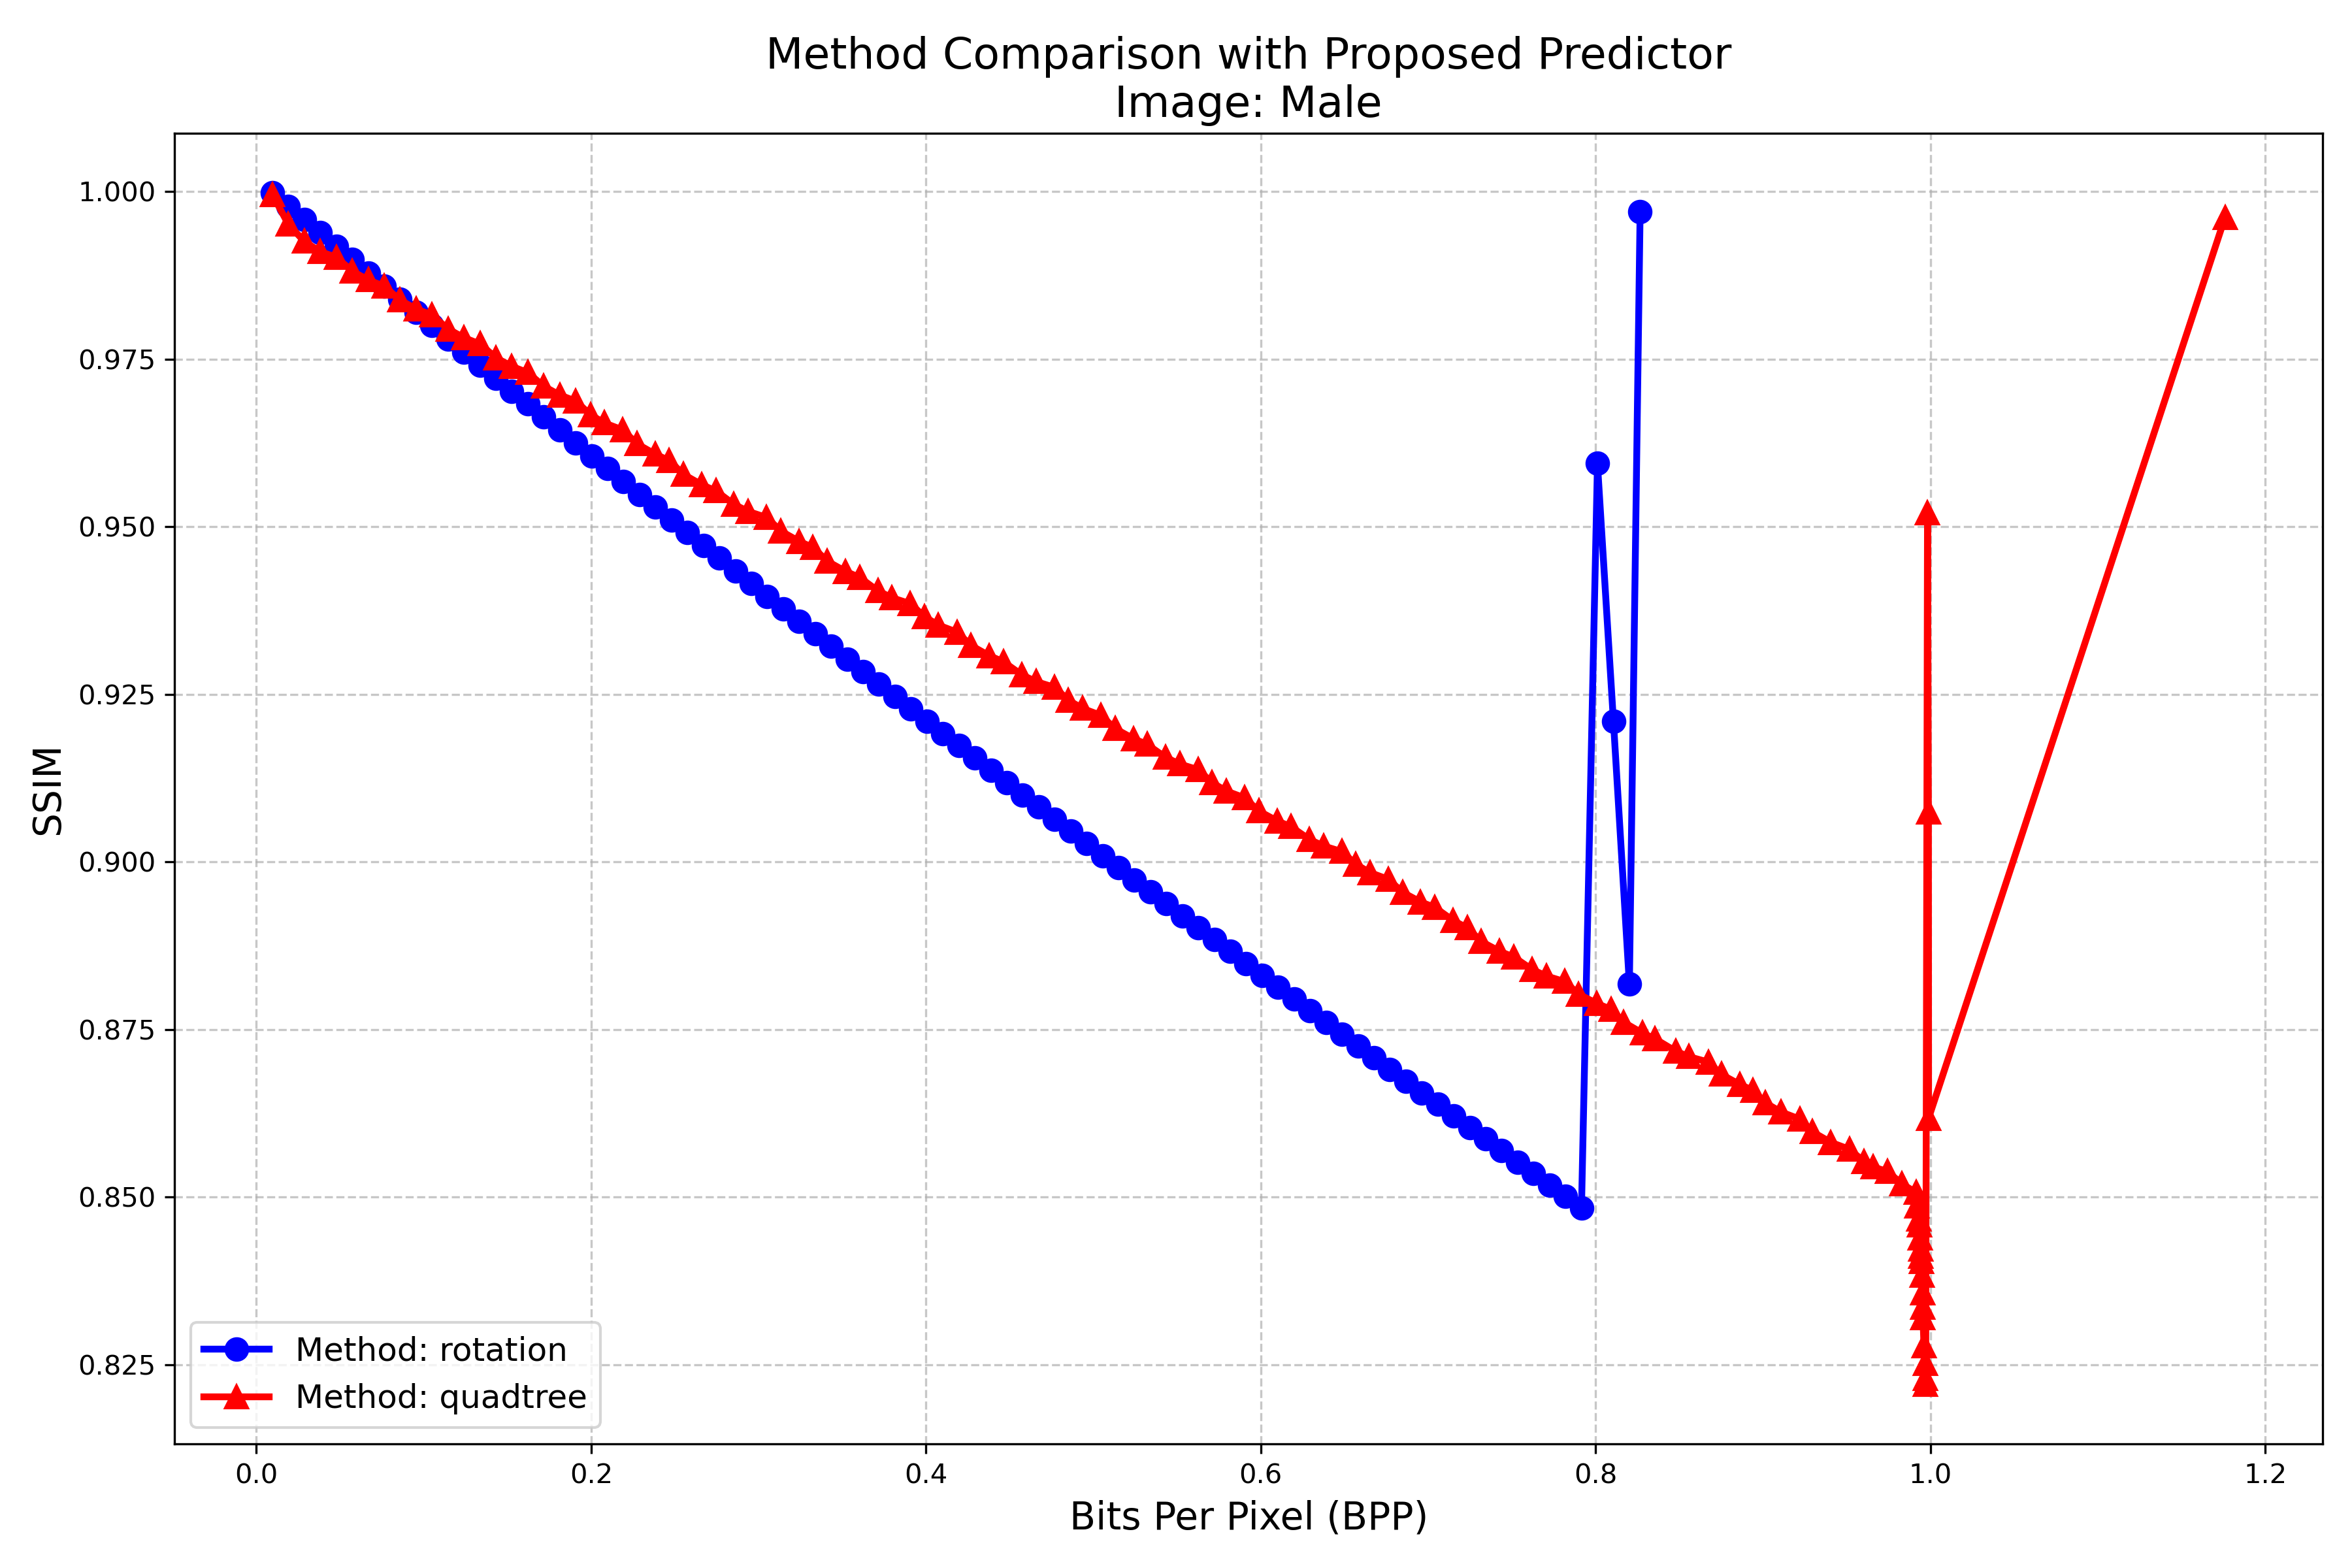 Method Comparison with Proposed Predictor
Image: Male
1.000
0.975
0.950
0.925
0.900
0.875
0.850
0.825
SSIM
Method: rotation
Method: quadtree
0.0 0.2 0.4 0.6 0.8 1.0 1.2
Bits Per Pixel (BPP)